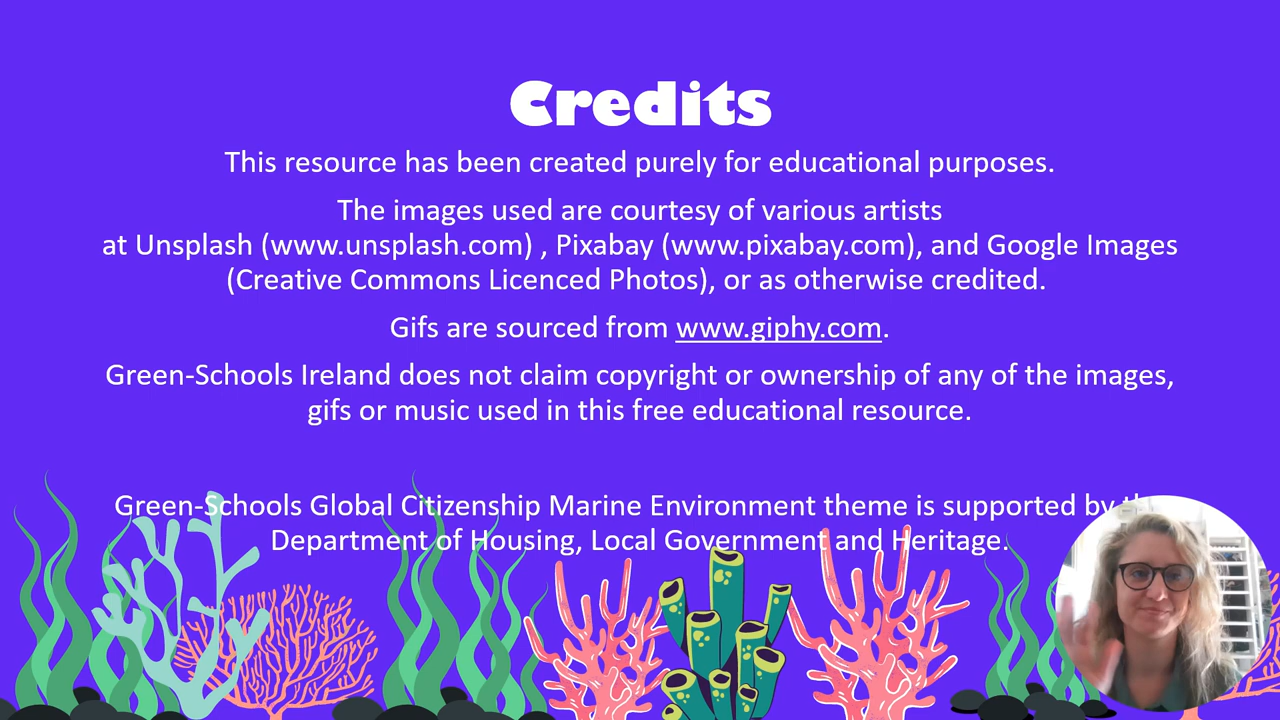 Credits
This resource has been created purely for educational purposes.
The images used are courtesy of various artists
at Unsplash (www.unsplash.com) , Pixabay (www.pixabay.com), and Google Images
(Creative Commons Licenced Photos), or as otherwise credited.
Gifs are sourced from www.giphy.com.
Green-Schools Ireland does not claim copyright or ownership of any of the images,
gifs or music used in this free educational resource.
Green-Schools Global Citizenship Marine Environment theme is supported by
Department of Housing, Local Government and Heritage.